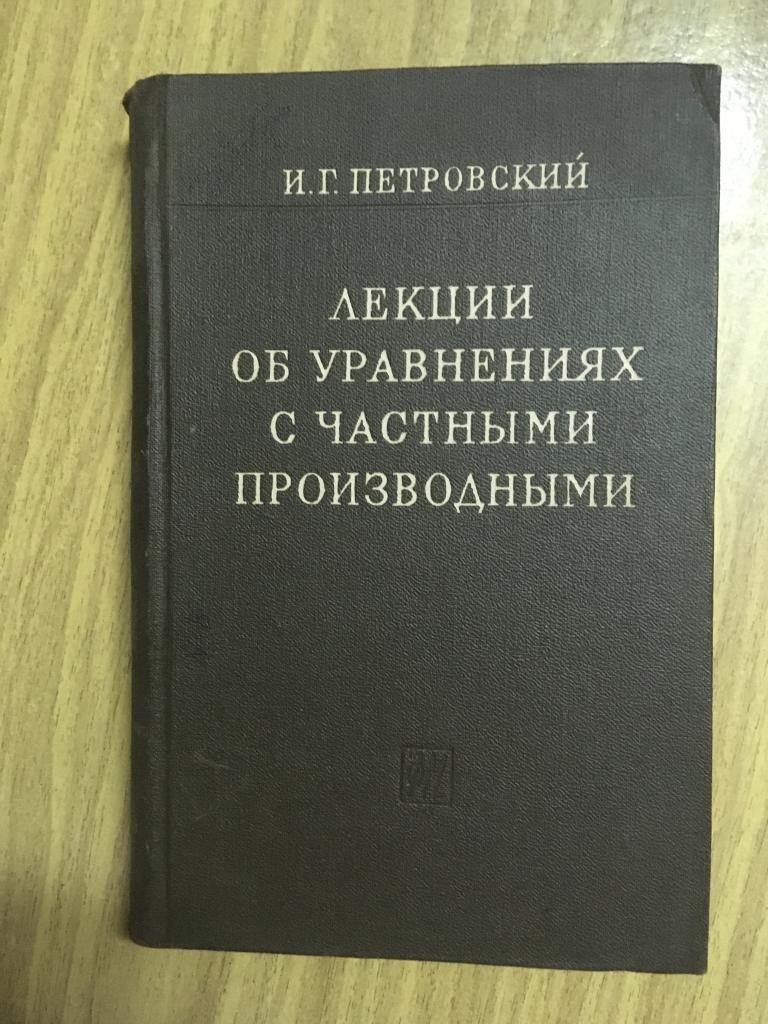 И. Г. ПЕТРОВСКИЙ
ЛЕКЦИИ
ОБ УРАВНЕНИЯХ
С ЧАСТНЫМИ
ПРОИЗВОДНЫМИ